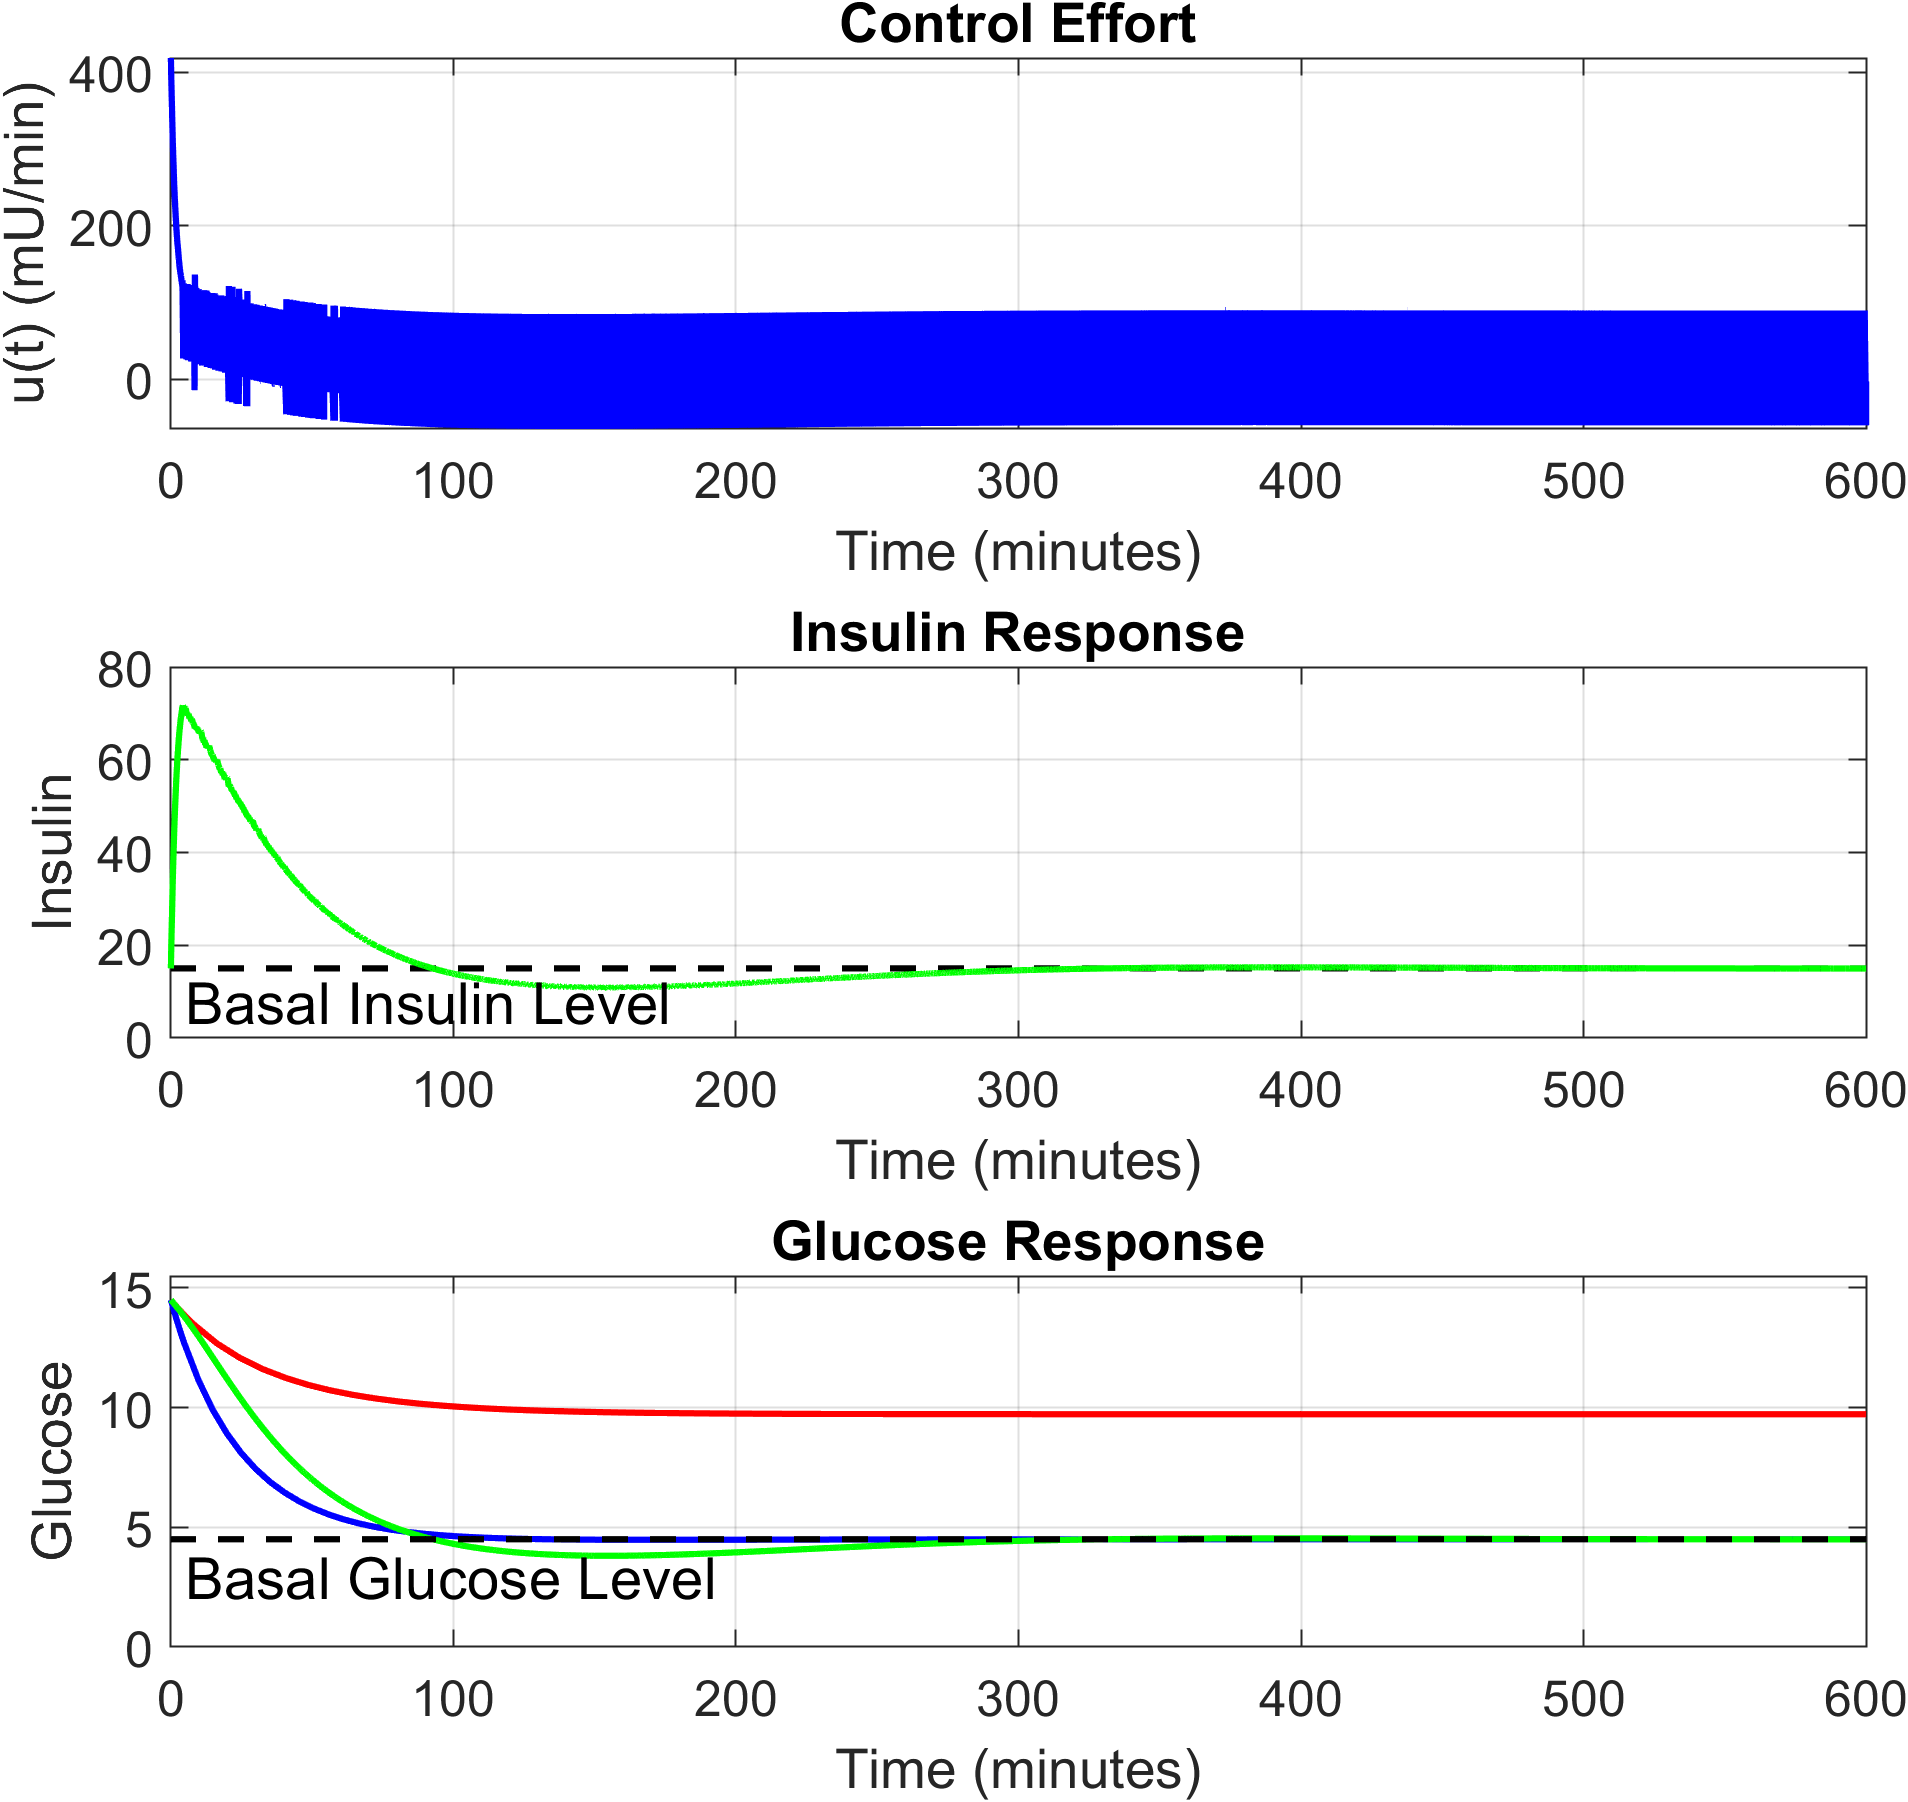 Control Effort
u(t) (mU/min)
400
200
0
0 100 200 300 400 500 600
Time (minutes)
Insulin Response
Insulin
80
60
40
20
0
Basal Insulin Level
0 100 200 300 400 500 600
Time (minutes)
Glucose Response
Glucose
15
10
5
0
Basal Glucose Level
0 100 200 300 400 500 600
Time (minutes)